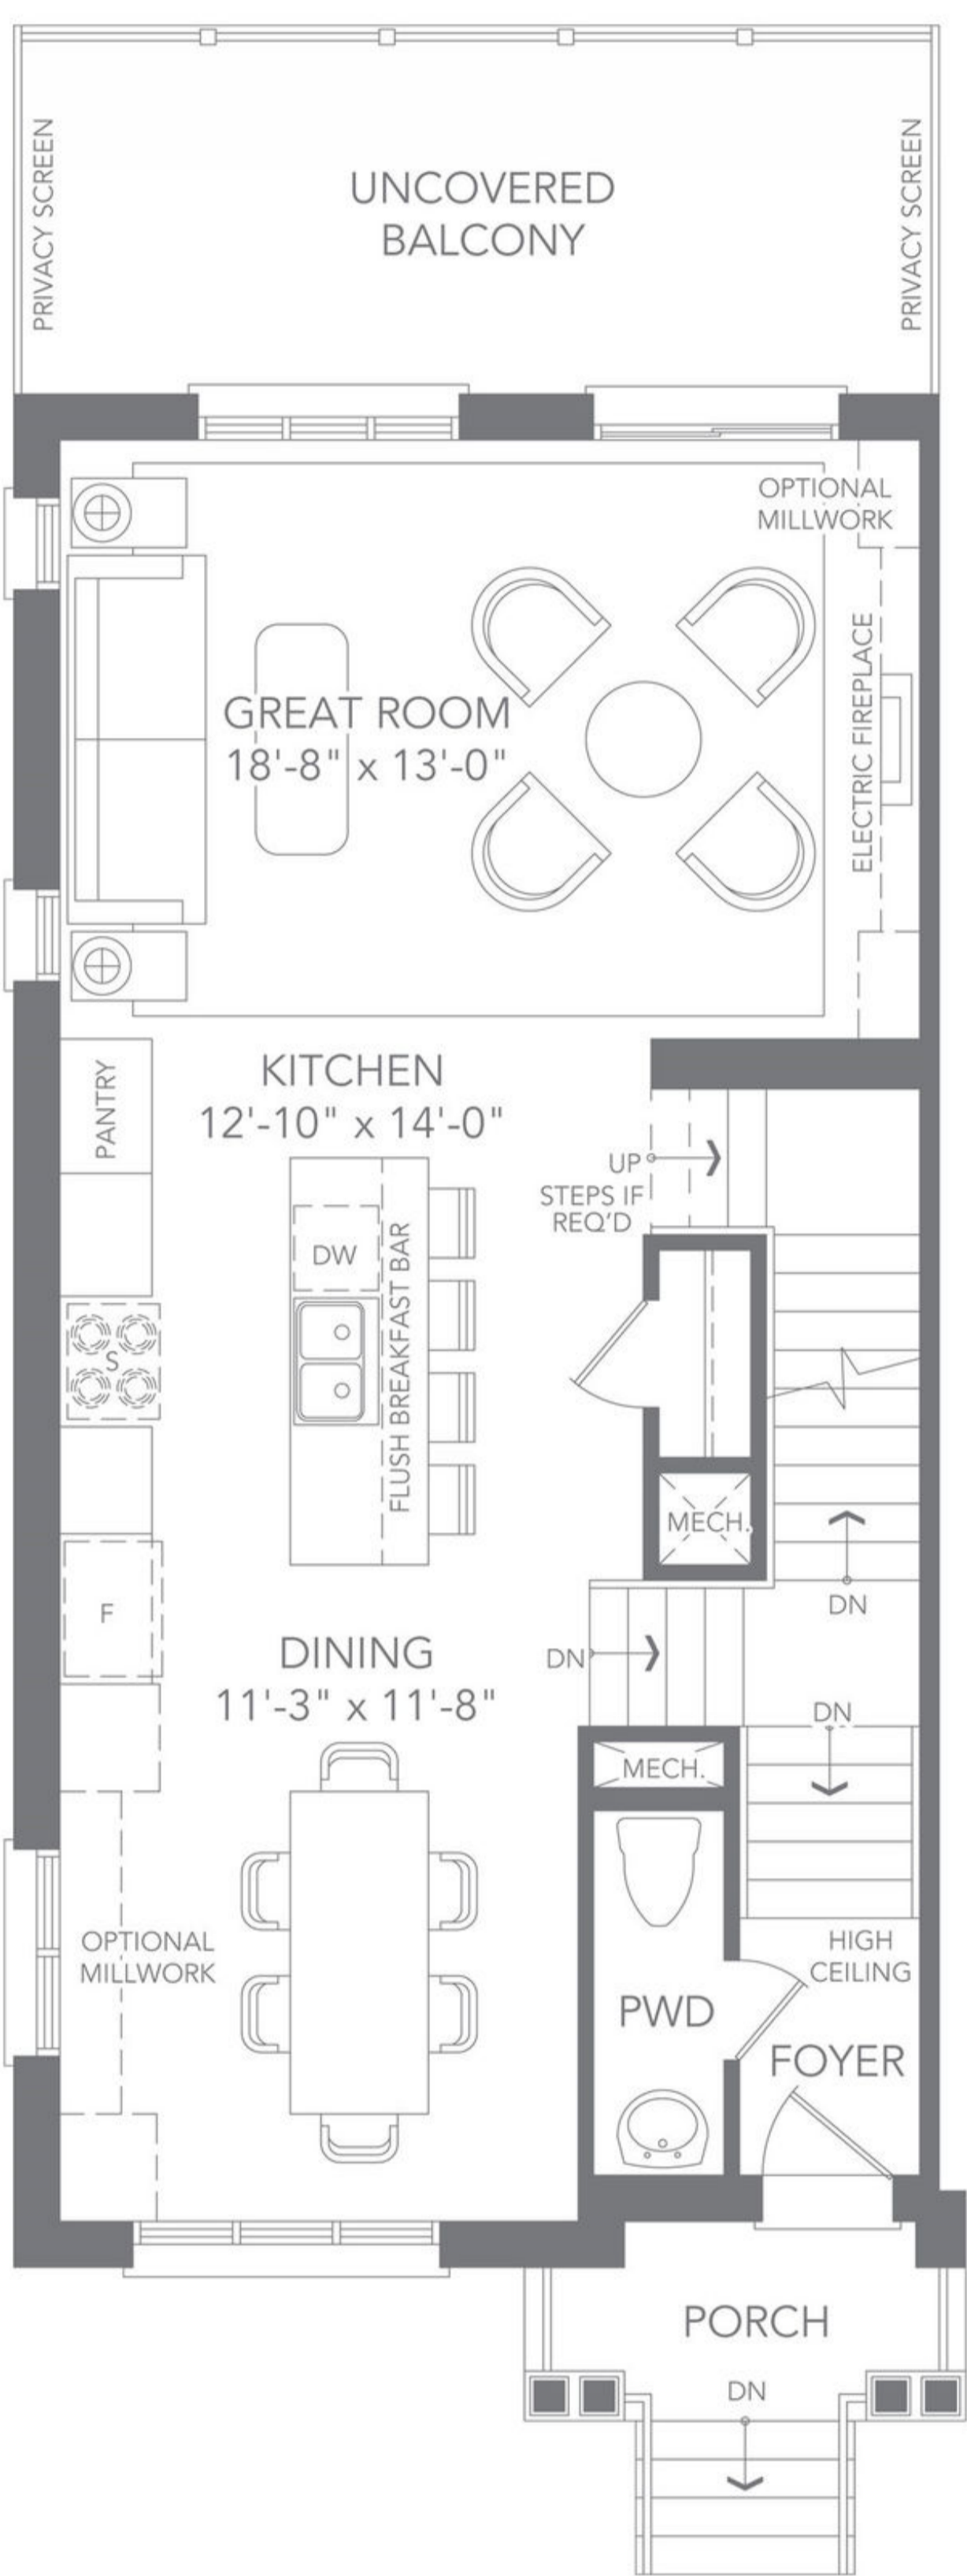 PRIVACY SCREEN
UNCOVERED
BALCONY
PRIVACY SCREEN
OPTIONAL
MILLWORK
ELECTRIC FIREPLACE
GREAT ROOM
18'-8" x 13'-0"
KITCHEN
12'-10" x 14'-0"
PANTRY
UP
STEPS IF
REQ'D
DW
FLUSH BREAKFAST BAR
S
MECH.
F
DN
DINING
11'-3" x 11'-8"
DN
DN
MECH.
OPTIONAL
MILLWORK
HIGH
CEILING
PWD
FOYER
PORCH
DN